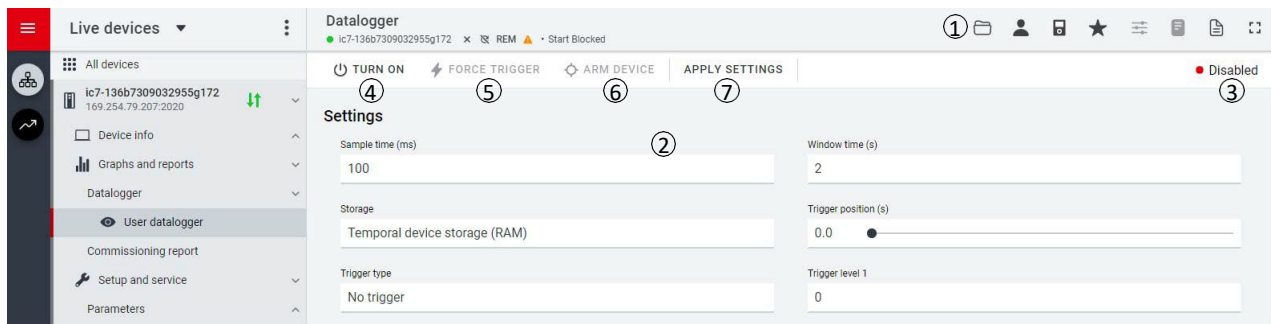 Live devices
Datalogger
ic7-136b7309032955g172 REM • Start Blocked
1
All devices
ic7-136b7309032955g172
169.254.79.207:2020
Device info
Graphs and reports
Datalogger
User datalogger
Commissioning report
Setup and service
Parameters
TURN ON FORCE TRIGGER ARM DEVICE APPLY SETTINGS
Disabled
4 5 6 7 3
Settings
2
Sample time (ms)
100
Window time (s)
2
Storage
Temporal device storage (RAM)
Trigger position (s)
0.0
Trigger type
No trigger
Trigger level 1
0